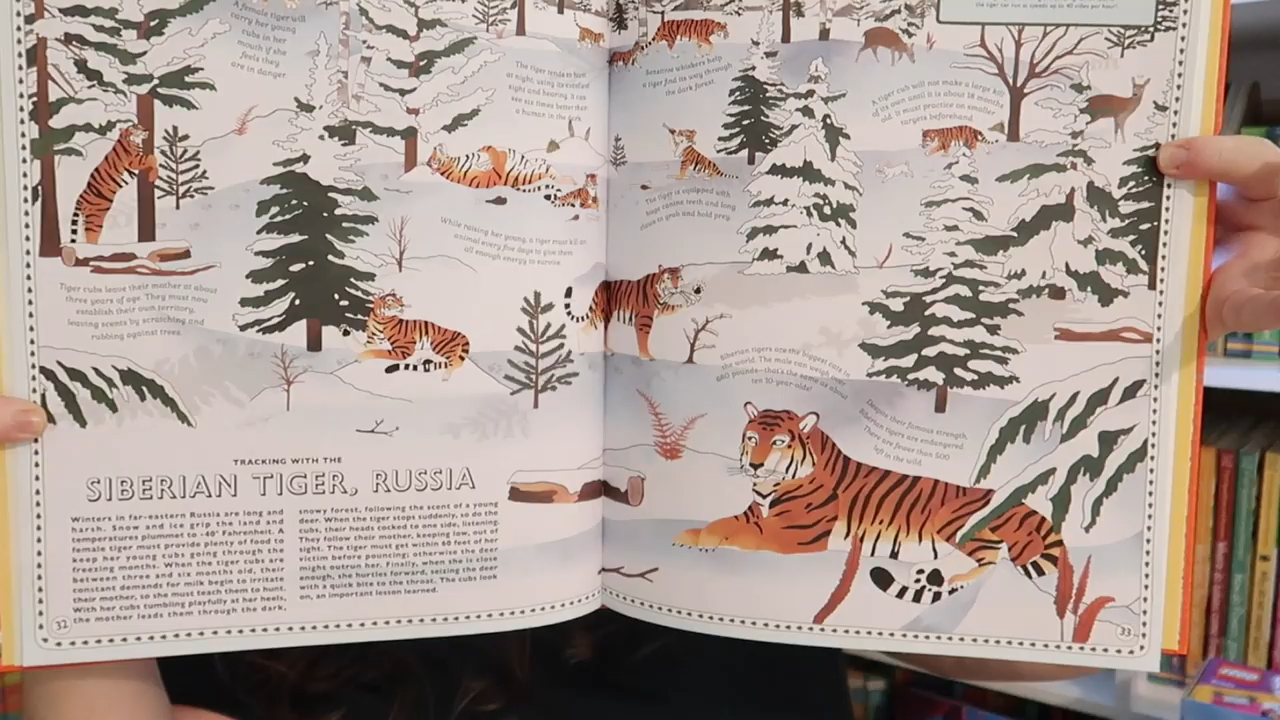 A female tiger will
carry her young
cubs in her
mouth if she
feels they
are in danger
The tiger tends to hunt
at night, using its
sight and hearing. It can
see six times better than
a human in the dark
Sensitive whiskers help
a tiger find its way through
the dark forest.
A tiger cub will not make a large kill
of its own until it is about 18 months
old. It must practice on smaller
targets beforehand.
the tiger can run at speeds up to 40 miles per hour!
The tiger is equipped with
huge canine teeth and long
claws to grab and hold prey.
While raising her young, a tiger must kill an
animal every five days to give them
all enough energy to survive
Tiger cubs leave their mother at about
three years of age. They must now
establish their own territory,
leaving scents by scratching and
rubbing against trees.
Siberian tigers are the biggest cats in
the world. The male can weigh over
660 pounds—that's the same as about
ten 10-year-olds!
Despite their famous strength,
Siberian tigers are endangered.
There are fewer than 500
left in the wild.
TRACKING WITH THE
SIBERIAN TIGER, RUSSIA
Winters in far-eastern Russia are long and
harsh. Snow and ice grip the land and
temperatures plummet to -40° Fahrenheit. A
female tiger must provide plenty of food to
keep her young cubs going through the
freezing months. When the tiger cubs are
between three and six months old, their
constant demands for milk begin to irritate
their mother, so she must teach them to hunt.
With her cubs tumbling playfully at her heels,
the mother leads them through the dark,
snowy forest, following the scent of a young
deer. When the tiger stops suddenly, so do the
cubs, their heads cocked to one side, listening.
They follow their mother, keeping low, out of
sight. The tiger must get within 60 feet of her
victim before pouncing; otherwise the deer
might outrun her. Finally, when she is close
enough, she hurtles forward, seizing the deer
with a quick bite to the throat. The cubs look
on, an important lesson learned.
32
33